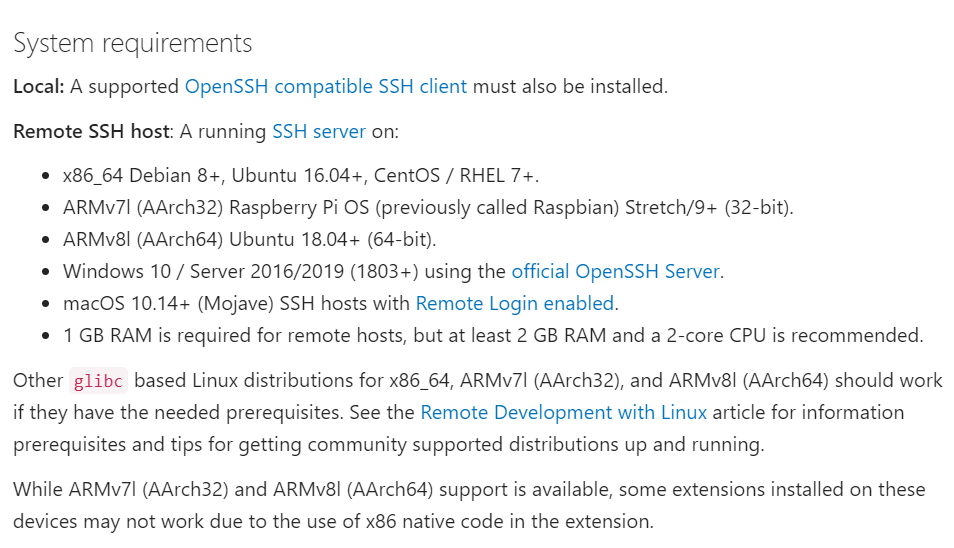 System requirements
Local: A supported OpenSSH compatible SSH client must also be installed.
Remote SSH host: A running SSH server on:
• x86_64 Debian 8+, Ubuntu 16.04+, CentOS / RHEL 7+.
• ARMv7l (AArch32) Raspberry Pi OS (previously called Raspbian) Stretch/9+ (32-bit).
• ARMv8l (AArch64) Ubuntu 18.04+ (64-bit).
• Windows 10 / Server 2016/2019 (1803+) using the official OpenSSH Server.
• macOS 10.14+ (Mojave) SSH hosts with Remote Login enabled.
• 1 GB RAM is required for remote hosts, but at least 2 GB RAM and a 2-core CPU is recommended.
Other glibc based Linux distributions for x86_64, ARMv7l (AArch32), and ARMv8l (AArch64) should work
if they have the needed prerequisites. See the Remote Development with Linux article for information
prerequisites and tips for getting community supported distributions up and running.
While ARMv7l (AArch32) and ARMv8l (AArch64) support is available, some extensions installed on these
devices may not work due to the use of x86 native code in the extension.